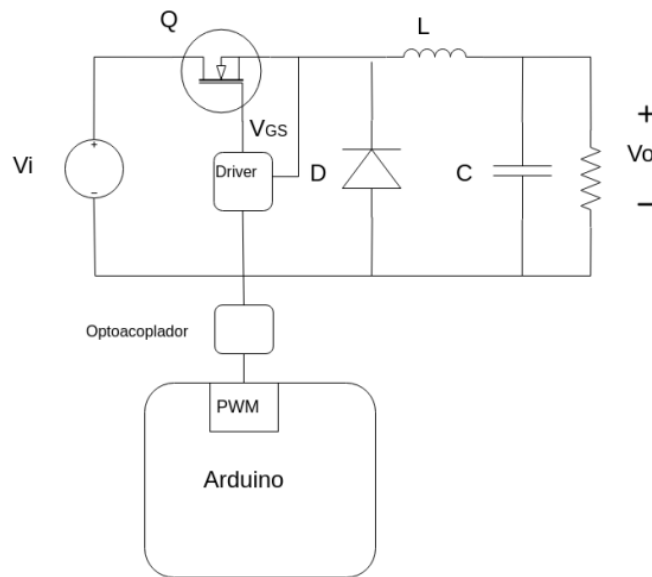 Q
L
Vi
+
−
VGS
Driver
D
C
+
Vo
−
Optoacoplador
PWM
Arduino